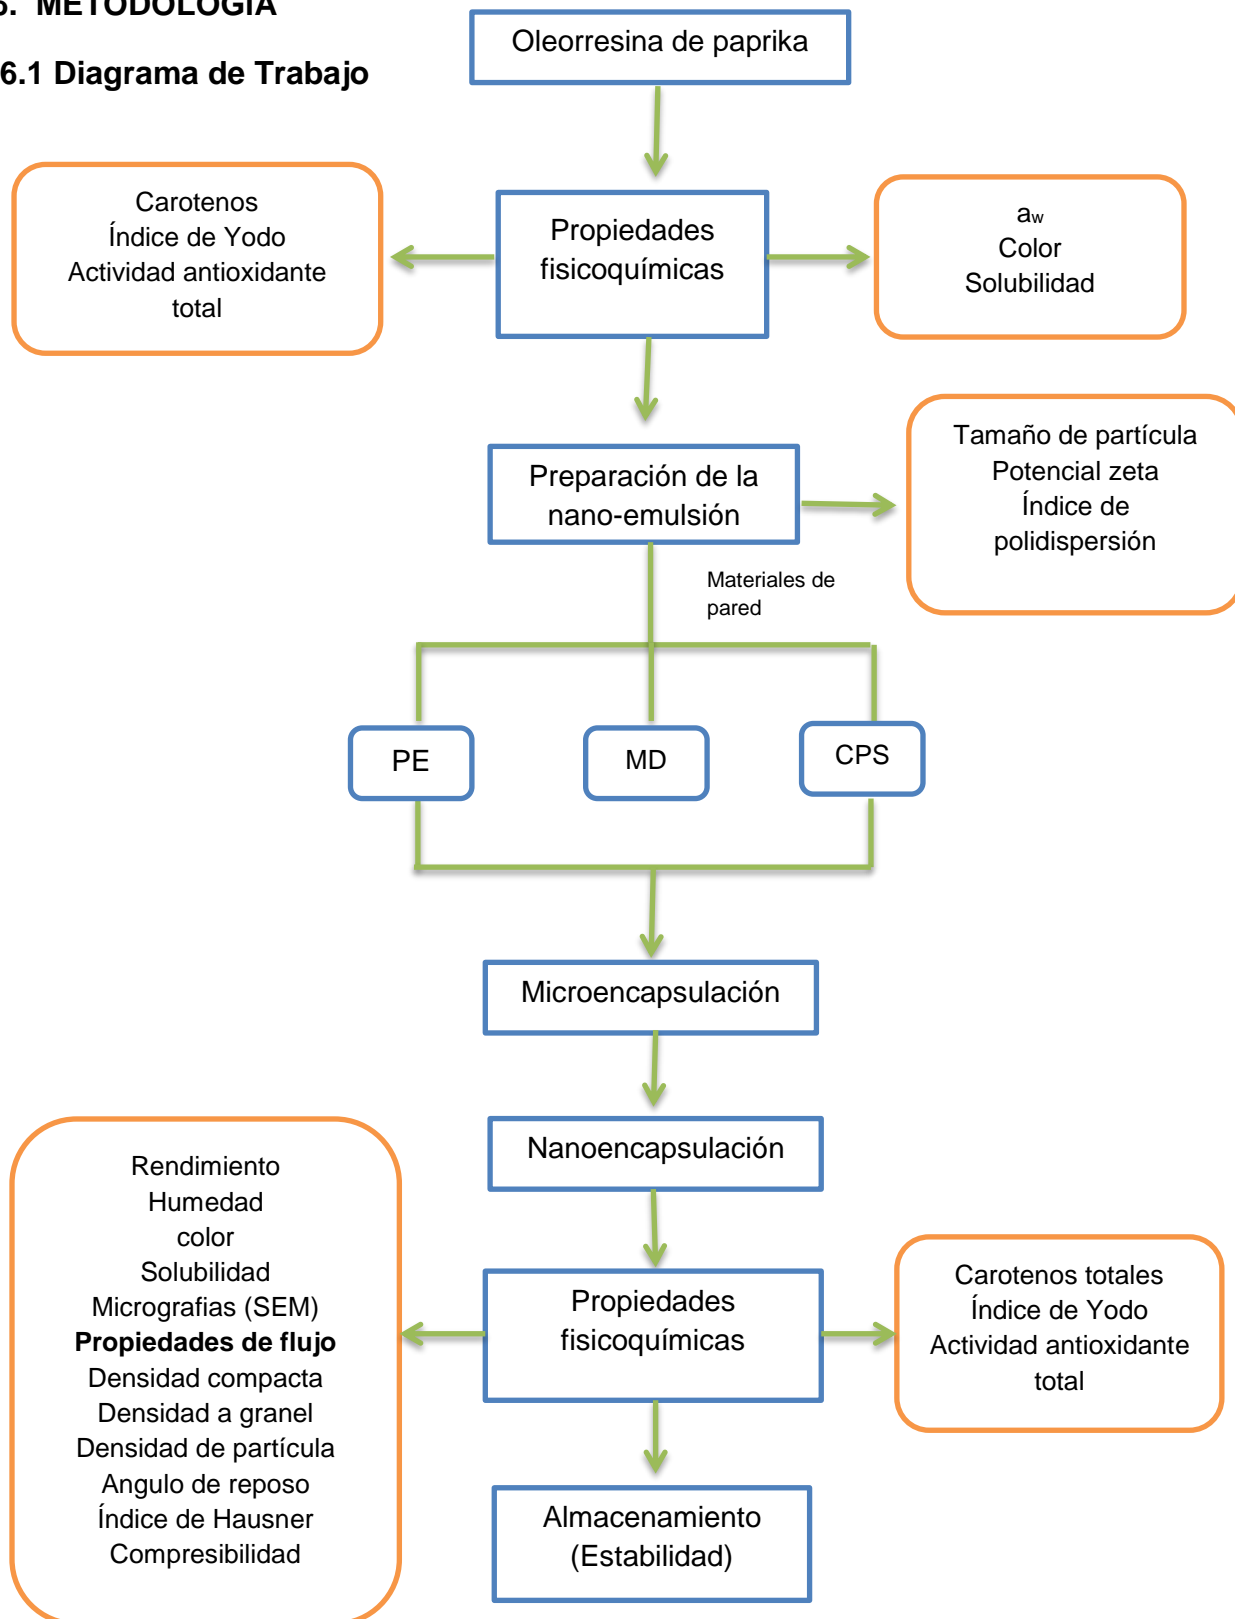 6. METODOLOGÍA
6.1 Diagrama de Trabajo
Oleorresina de paprika
Carotenos
Índice de Yodo
Actividad antioxidante
total
Propiedades
fisicoquímicas
aw
Color
Solubilidad
Preparación de la
nano-emulsión
Tamaño de partícula
Potencial zeta
Índice de
polidispersión
Materiales de
pared
PE
MD
CPS
Microencapsulación
Nanoencapsulación
Rendimiento
Humedad
color
Solubilidad
Micrografias (SEM)
Propiedades de flujo
Densidad compacta
Densidad a granel
Densidad de partícula
Angulo de reposo
Índice de Hausner
Compresibilidad
Propiedades
fisicoquímicas
Carotenos totales
Índice de Yodo
Actividad antioxidante
total
Almacenamiento
(Estabilidad)